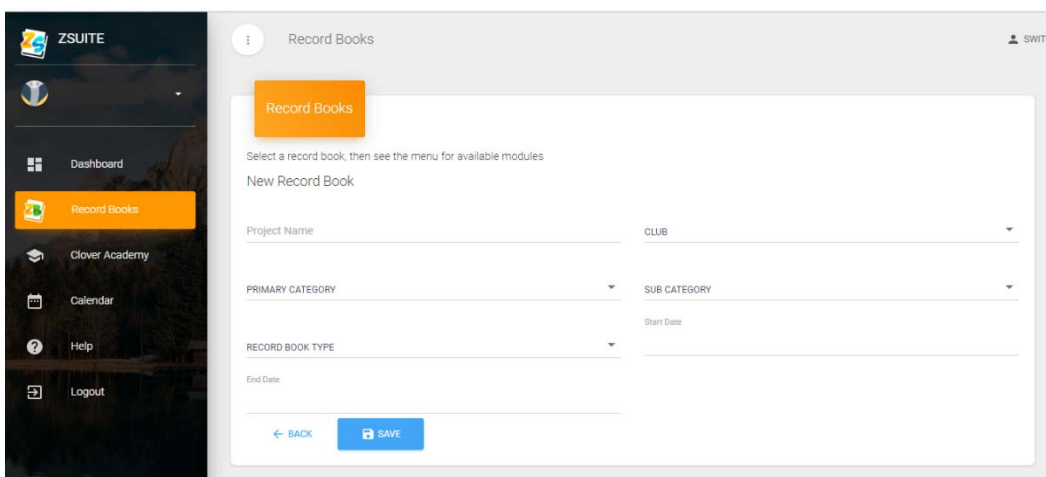 ZSUITE
Dashboard
Record Books
Clover Academy
Calendar
Help
Logout
Record Books
SWIT
Record Books
Select a record book, then see the menu for available modules
New Record Book
Project Name
CLUB
PRIMARY CATEGORY
SUB CATEGORY
RECORD BOOK TYPE
Start Date
End Date
BACK
SAVE